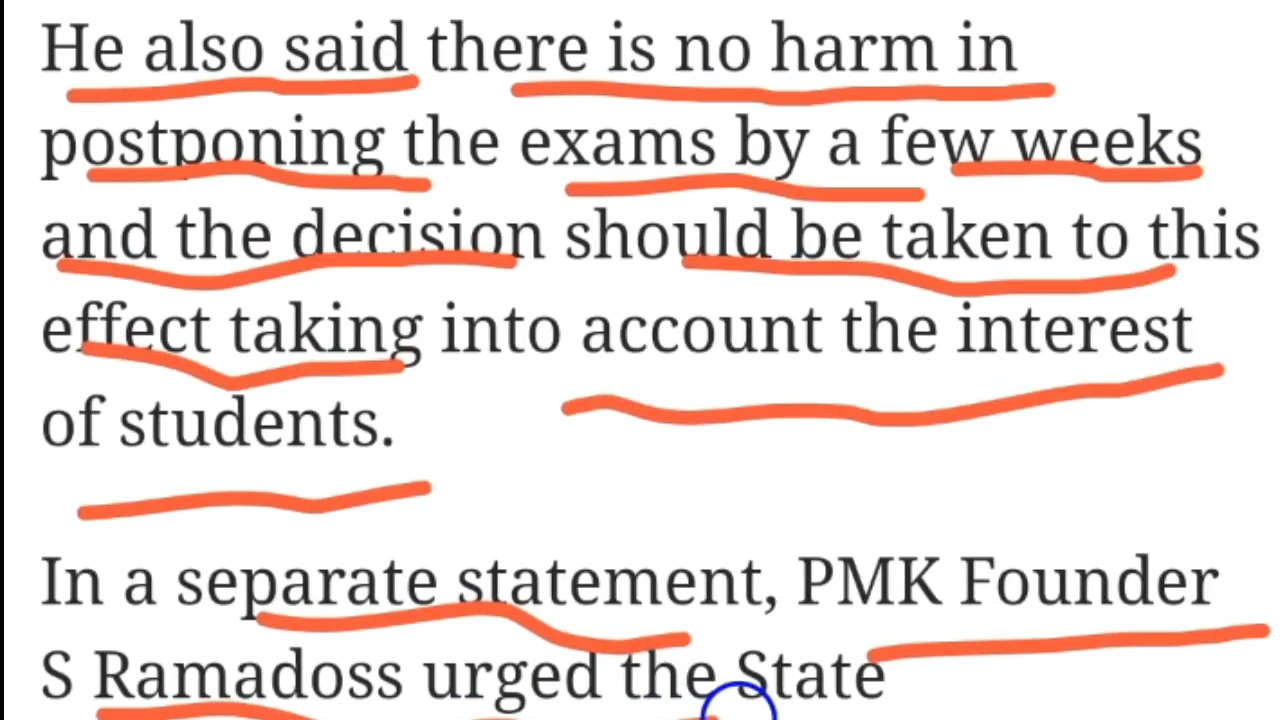 He also said there is no harm in
postponing the exams by a few weeks
and the decision should be taken to this
effect taking into account the interest
of students.
In a separate statement, PMK Founder
S Ramadoss urged the State